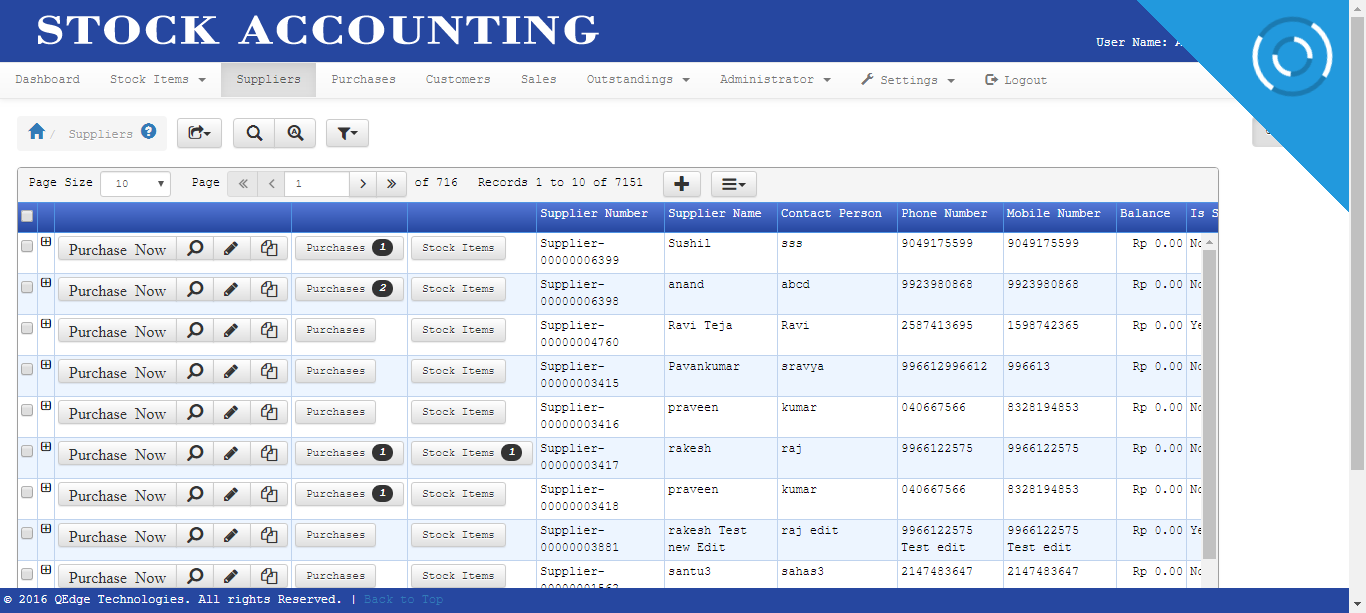 STOCK ACCOUNTING
User Name:
Dashboard Stock Items Suppliers Purchases Customers Sales Outstandings Administrator Settings Logout
/ Suppliers
Page Size 10 Page « < 1 > » of 716 Records 1 to 10 of 7151
Supplier Number Supplier Name Contact Person Phone Number Mobile Number Balance Is S
Purchase Now Purchases 1 Stock Items Supplier- Sushil sss 9049175599 9049175599 Rp 0.00 No
00000006399
Purchase Now Purchases 2 Stock Items Supplier- anand abcd 9923980868 9923980868 Rp 0.00 No
00000006398
Purchase Now Purchases Stock Items Supplier- Ravi Teja Ravi 2587413695 1598742365 Rp 0.00 Ye
00000004760
Purchase Now Purchases Stock Items Supplier- Pavankumar sravya 996612996612 996613 Rp 0.00 No
00000003415
Purchase Now Purchases Stock Items Supplier- praveen kumar 040667566 8328194853 Rp 0.00 No
00000003416
Purchase Now Purchases 1 Stock Items 1 Supplier- rakesh raj 9966122575 9966122575 Rp 0.00 No
00000003417
Purchase Now Purchases 1 Stock Items Supplier- praveen kumar 040667566 8328194853 Rp 0.00 No
00000003418
Purchase Now Purchases Stock Items Supplier- rakesh Test raj edit 9966122575 9966122575 Rp 0.00 Ye
00000003881 new Edit Test edit Test edit
Purchase Now Purchases Stock Items Supplier- santu3 sahas3 2147483647 2147483647 Rp 0.00 No
© 2016 QEdge Technologies. All rights Reserved. | Back to Top